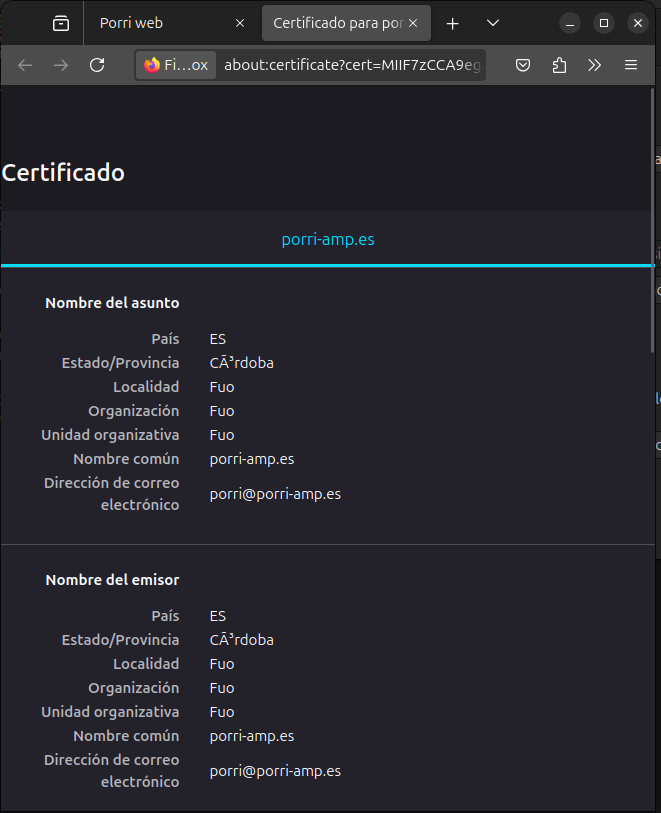 Porri web
Certificado para por
Fi...ox about:certificate?cert=MIIF7zCCA9eg
Certificado
porri-amp.es
Nombre del asunto
País ES
Estado/Provincia CÃ³rdoba
Localidad Fuo
Organización Fuo
Unidad organizativa Fuo
Nombre común porri-amp.es
Dirección de correo
electrónico porri@porri-amp.es
Nombre del emisor
País ES
Estado/Provincia CÃ³rdoba
Localidad Fuo
Organización Fuo
Unidad organizativa Fuo
Nombre común porri-amp.es
Dirección de correo
electrónico porri@porri-amp.es